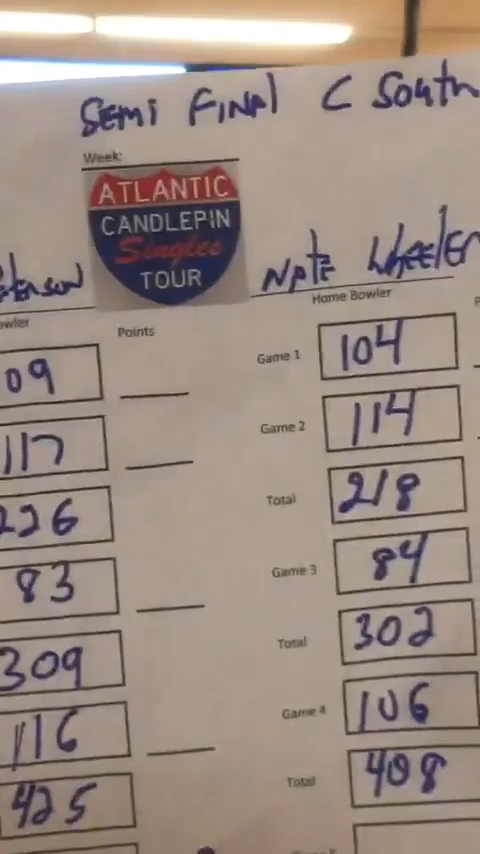 SEMI FINAL C South
Week:
ATLANTIC
CANDLEPIN
Singles
TOUR
NATE WHEELER
Home Bowler
Points
Game 1
104
09
Game 2
114
117
Total
218
226
Game 3
84
83
Total
302
309
Game 4
106
116
Total
408
425